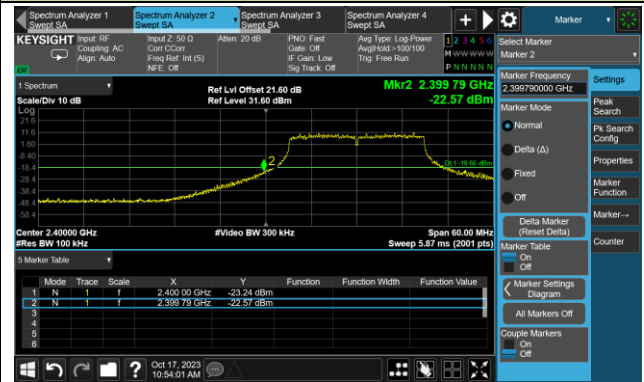 Spectrum Analyzer 1
Swept SA
Spectrum Analyzer 2
Swept SA
Spectrum Analyzer 3
Swept SA
Spectrum Analyzer 4
Swept SA
Marker
KEYSIGHT
Input: RF
Coupling: AC
Align: Auto
Input Z: 50 Ω
Corr CCorr
Freq Ref: Int (S)
NFE: Off
Atten: 20 dB
PNO: Fast
Gate: Off
IF Gain: Low
Sig Track: Off
Avg Type: Log-Power
Avg|Hold:>100/100
Trig: Free Run
1 2 3 4 5 6
M W W W W W
P N N N N N
LNI
1 Spectrum
Scale/Div 10 dB
Ref Lvl Offset 21.60 dB
Ref Level 31.60 dBm
Mkr2 2.399 79 GHz
-22.57 dBm
Log
21.6
11.6
1.60
-8.40
-18.4
-28.4
-38.4
-48.4
-58.4
2
DL1 -18.66 dBm
Center 2.40000 GHz
#Res BW 100 kHz
#Video BW 300 kHz
Span 60.00 MHz
Sweep 5.87 ms (2001 pts)
5 Marker Table
Mode Trace Scale X Y Function Function Width Function Value
1 N 1 f 2.400 00 GHz -23.24 dBm
2 N 1 f 2.399 79 GHz -22.57 dBm
3
4
5
6
Select Marker
Marker 2
Marker Frequency
2.399790000 GHz
Marker Mode
Normal
Delta (Δ)
Fixed
Off
Delta Marker
(Reset Delta)
Marker Table
On
Off
Marker Settings
Diagram
All Markers Off
Couple Markers
On
Off
Settings
Peak
Search
Pk Search
Config
Properties
Marker
Function
Marker→
Counter
?
Oct 17, 2023
10:54:01 AM